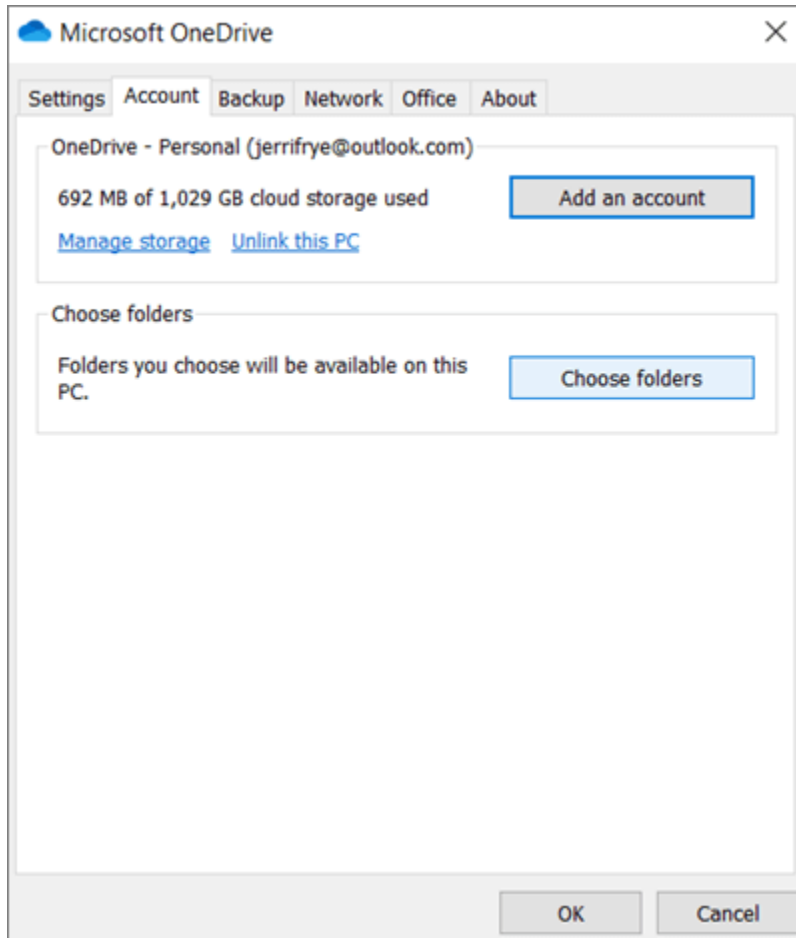 Microsoft OneDrive
Settings Account Backup Network Office About
OneDrive - Personal (jerrifrye@outlook.com)
692 MB of 1,029 GB cloud storage used
Add an account
Manage storage Unlink this PC
Choose folders
Folders you choose will be available on this
PC.
Choose folders
OK Cancel